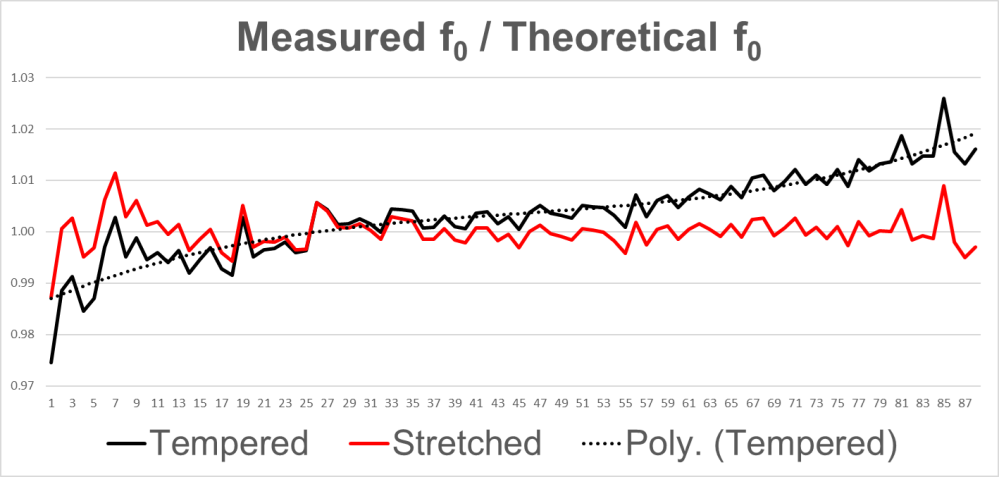 Measured f₀ / Theoretical f₀
1.03
1.02
1.01
1.00
0.99
0.98
0.97
1 3 5 7 9 11 13 15 17 19 21 23 25 27 29 31 33 35 37 39 41 43 45 47 49 51 53 55 57 59 61 63 65 67 69 71 73 75 77 79 81 83 85 87
Tempered Stretched Poly. (Tempered)